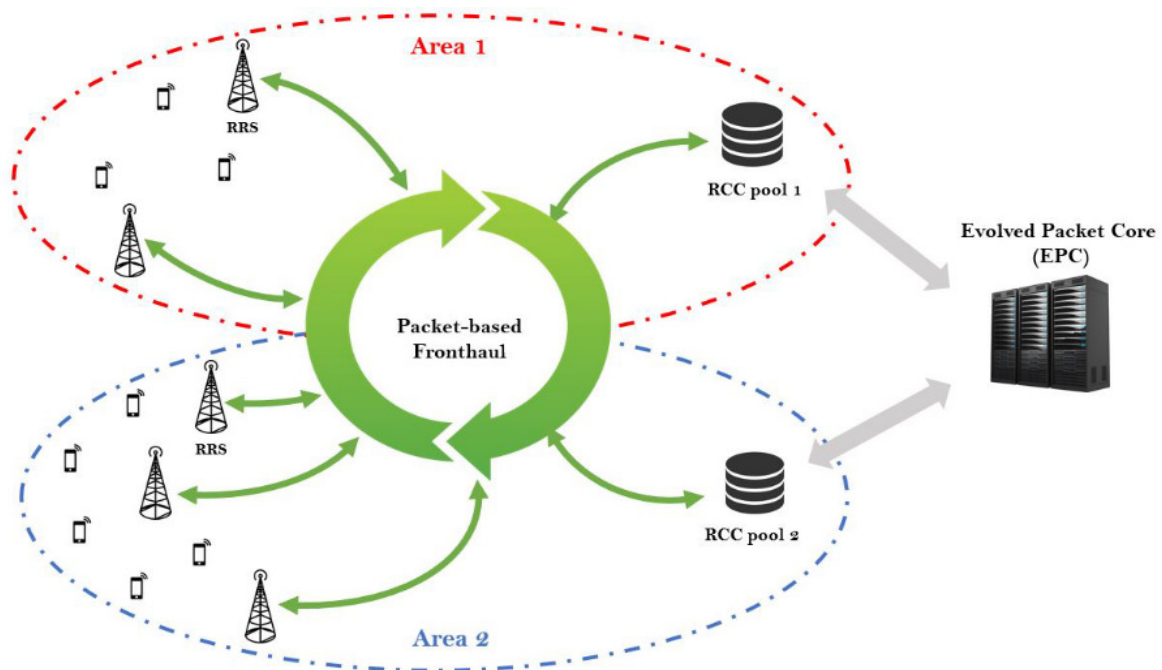 Area 1
RRS
RCC pool 1
Evolved Packet Core
(EPC)
Packet-based
Fronthaul
RRS
RCC pool 2
Area 2